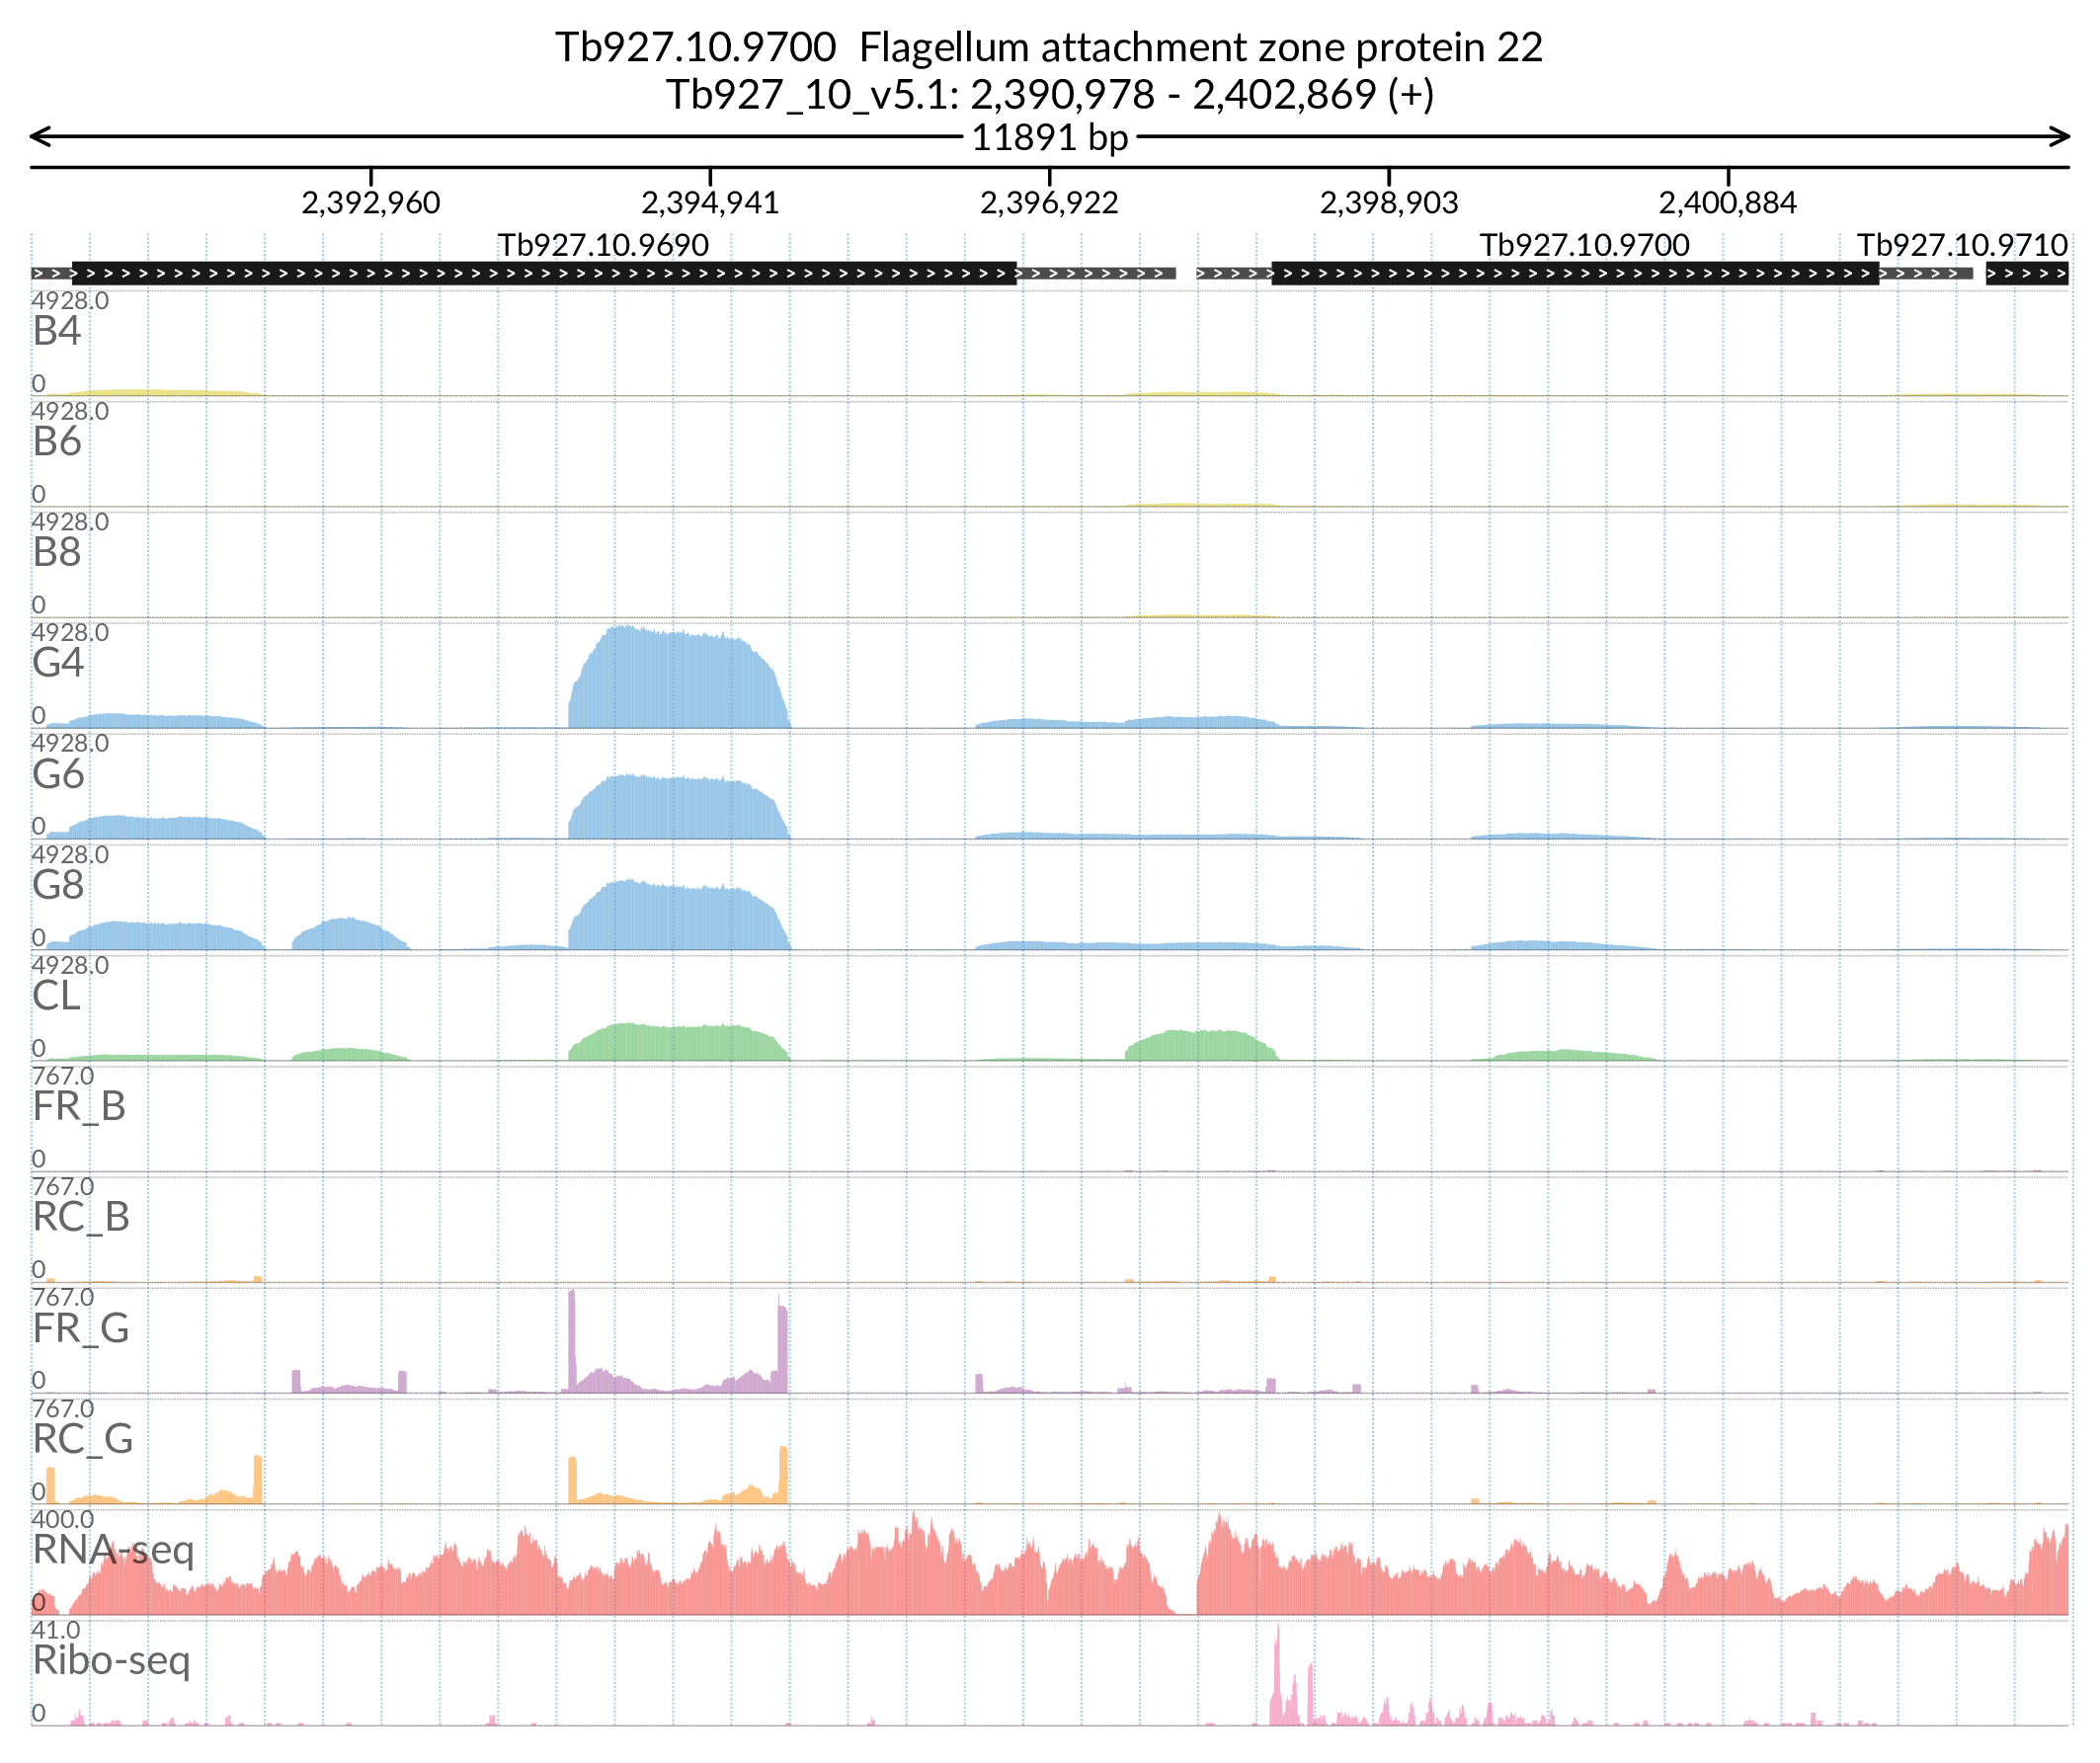 Tb927.10.9700 Flagellum attachment zone protein 22
Tb927_10_v5.1: 2,390,978 - 2,402,869 (+)
11891 bp
2,392,960 2,394,941 2,396,922 2,398,903 2,400,884
Tb927.10.9690 Tb927.10.9700 Tb927.10.9710
4928.0
B4
0
4928.0
B6
0
4928.0
B8
0
4928.0
G4
0
4928.0
G6
0
4928.0
G8
0
4928.0
CL
0
767.0
FR_B
0
767.0
RC_B
0
767.0
FR_G
0
767.0
RC_G
0
400.0
RNA-seq
0
41.0
Ribo-seq
0